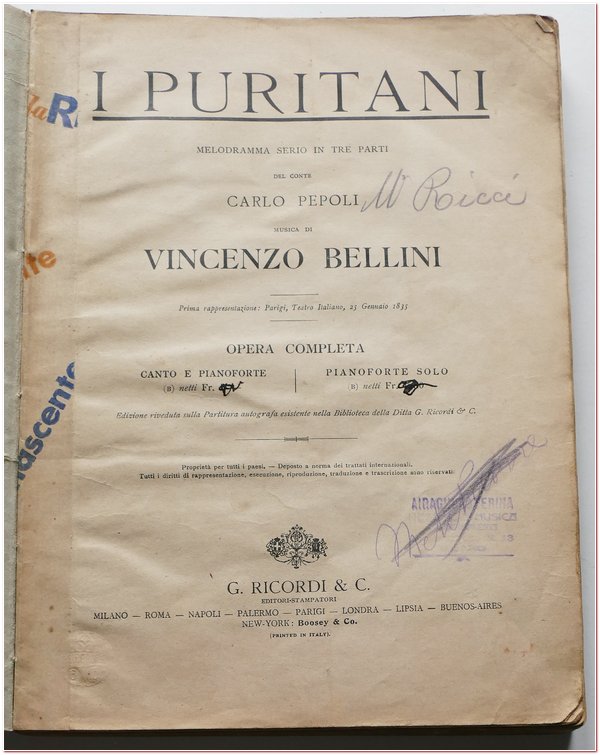 la R
I PURITANI
MELODRAMMA SERIO IN TRE PARTI
DEL CONTE
CARLO PEPOLI
Mº Ricci
MUSICA DI
VINCENZO BELLINI
Prima rappresentazione: Parigi, Teatro Italiano, 25 Gennaio 1835
OPERA COMPLETA
CANTO E PIANOFORTE
(B) netti Fr.
PIANOFORTE SOLO
(B) netti Fr.
Edizione riveduta sulla Partitura autografa esistente nella Biblioteca della Ditta G. Ricordi & C.
nascente
Proprietà per tutti i paesi. — Deposto a norma dei trattati internazionali.
Tutti i diritti di rappresentazione, esecuzione, riproduzione, traduzione e trascrizione sono riservati.
MUSICA
G. RICORDI & C.
EDITORI-STAMPATORI
MILANO — ROMA — NAPOLI — PALERMO — PARIGI — LONDRA — LIPSIA — BUENOS-AIRES
NEW-YORK: Boosey & Co.
(PRINTED IN ITALY).